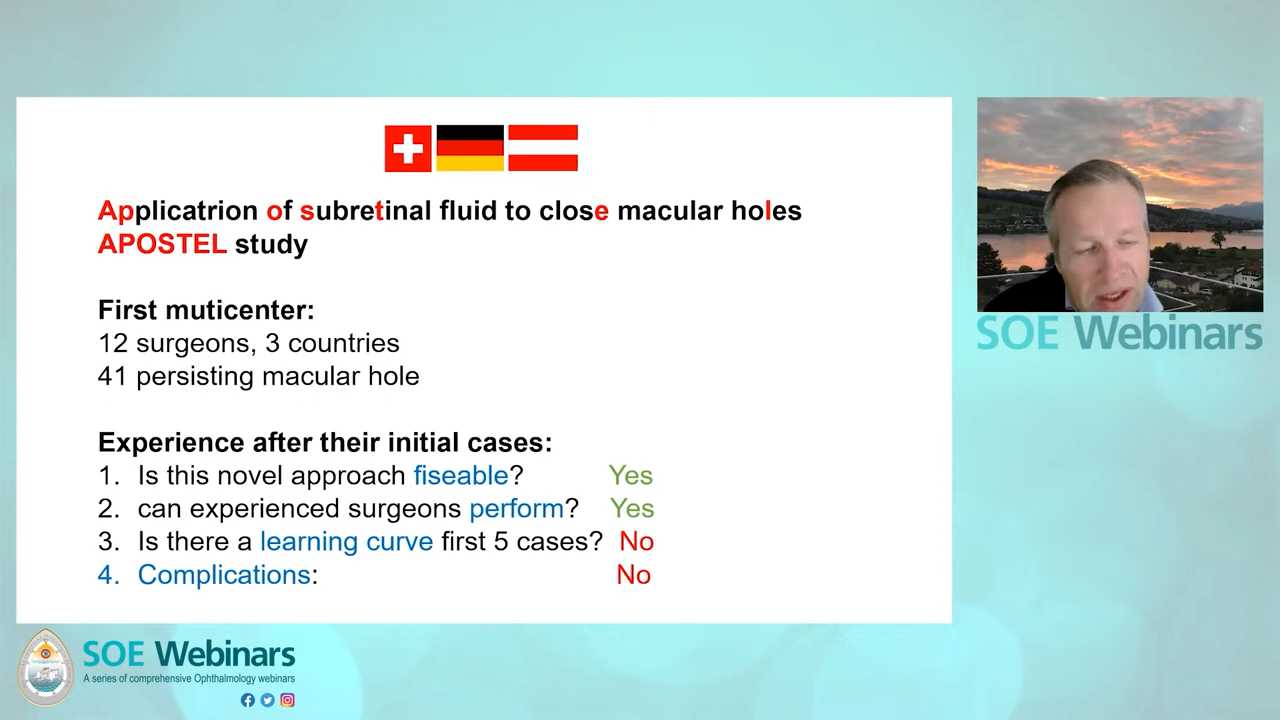 Applicatrion of subretinal fluid to close macular holes
APOSTEL study
First muticenter:
12 surgeons, 3 countries
41 persisting macular hole
Experience after their initial cases:
1. Is this novel approach fiseable? Yes
2. can experienced surgeons perform? Yes
3. Is there a learning curve first 5 cases? No
4. Complications: No
SOE Webinars
SOE Webinars
A series of comprehensive Ophthalmology webinars